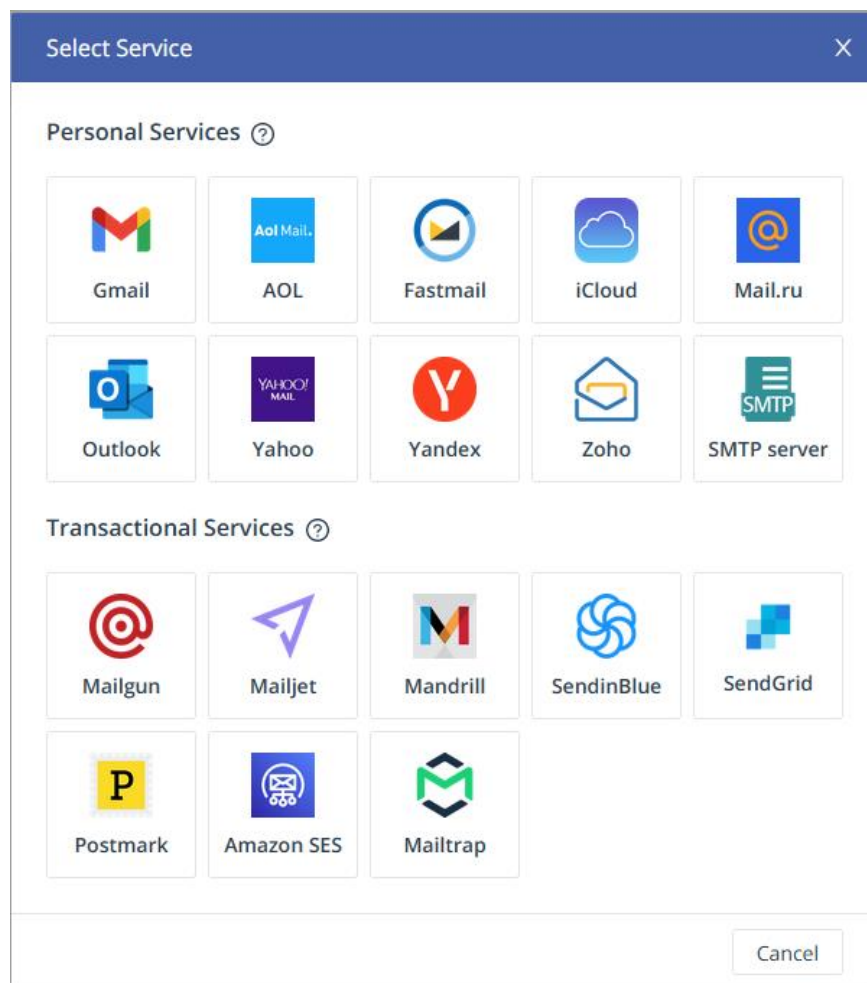 Select Service X
Personal Services ?
Aol Mail.
Gmail AOL Fastmail iCloud Mail.ru
YAHOO!
MAIL
SMTP
Outlook Yahoo Yandex Zoho SMTP server
Transactional Services ?
Mailgun Mailjet Mandrill SendinBlue SendGrid
P
Postmark Amazon SES Mailtrap
Cancel